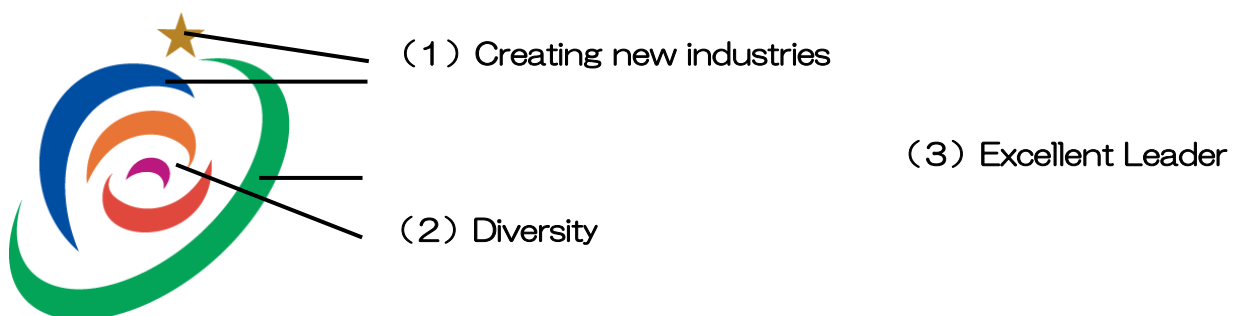 （１）Creating new industries
（３）Excellent Leader
（２）Diversity